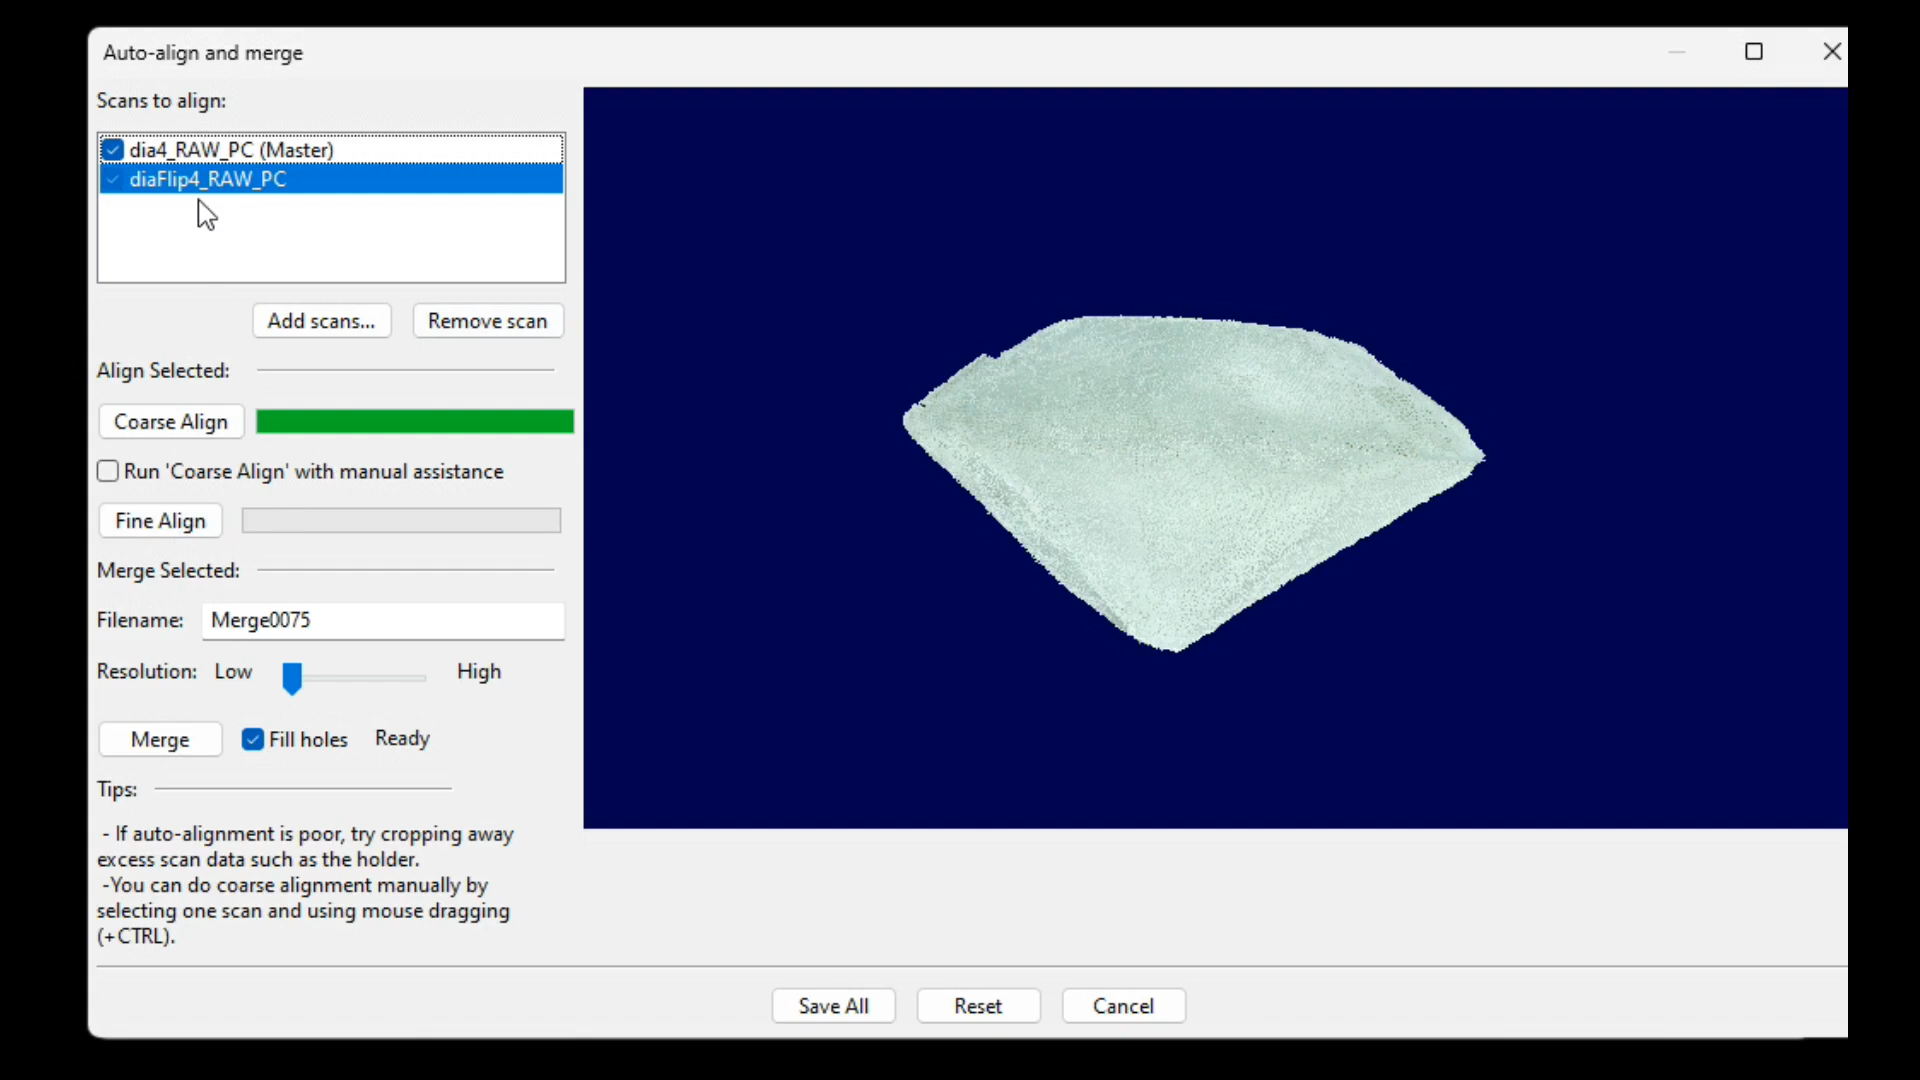 Auto-align and merge
Scans to align:
dia4_RAW_PC (Master)
diaFlip4_RAW_PC
Add scans...
Remove scan
Align Selected:
Coarse Align
Run 'Coarse Align' with manual assistance
Fine Align
Merge Selected:
Filename: Merge0075
Resolution: Low High
Merge Fill holes Ready
Tips:
- If auto-alignment is poor, try cropping away
excess scan data such as the holder.
-You can do coarse alignment manually by
selecting one scan and using mouse dragging
(+CTRL).
Save All Reset Cancel